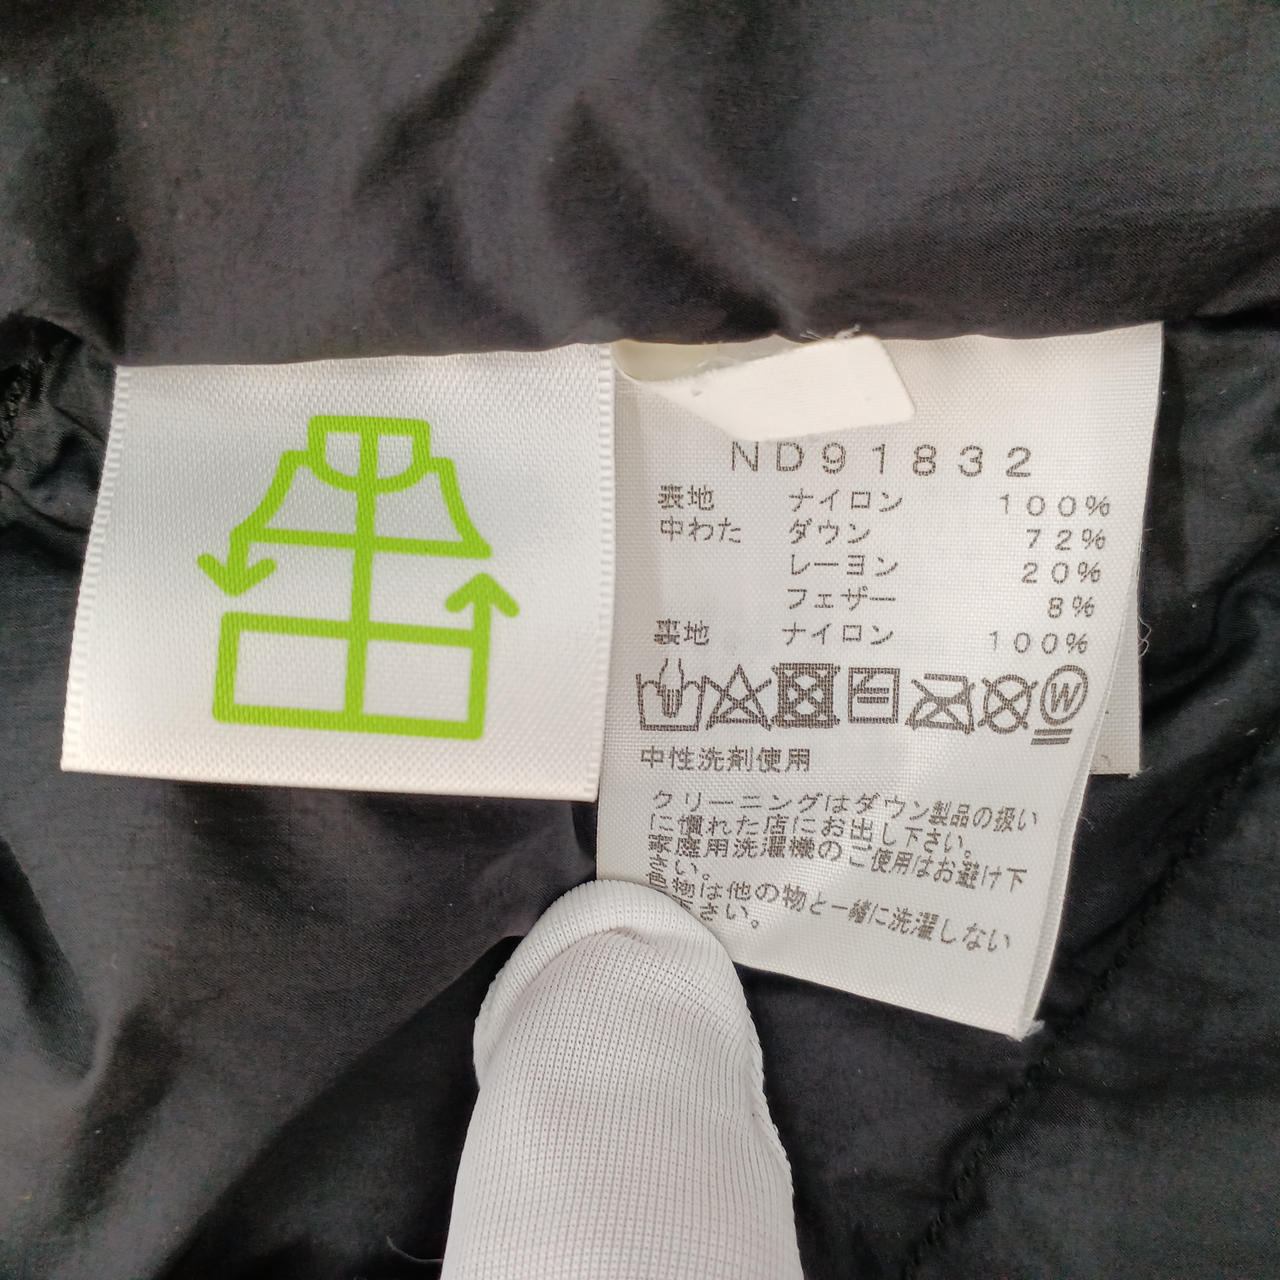 ND91832
表地 ナイロン 100%
中わた ダウン 72%
レーヨン 20%
フェザー 8%
裏地 ナイロン 100%
W
中性洗剤使用
クリーニングはダウン製品の扱い
に慣れた店にお出し下さい。
家庭用洗濯機のご使用はお避け下
さい。
色物は他の物と一緒に洗濯しない
下さい。